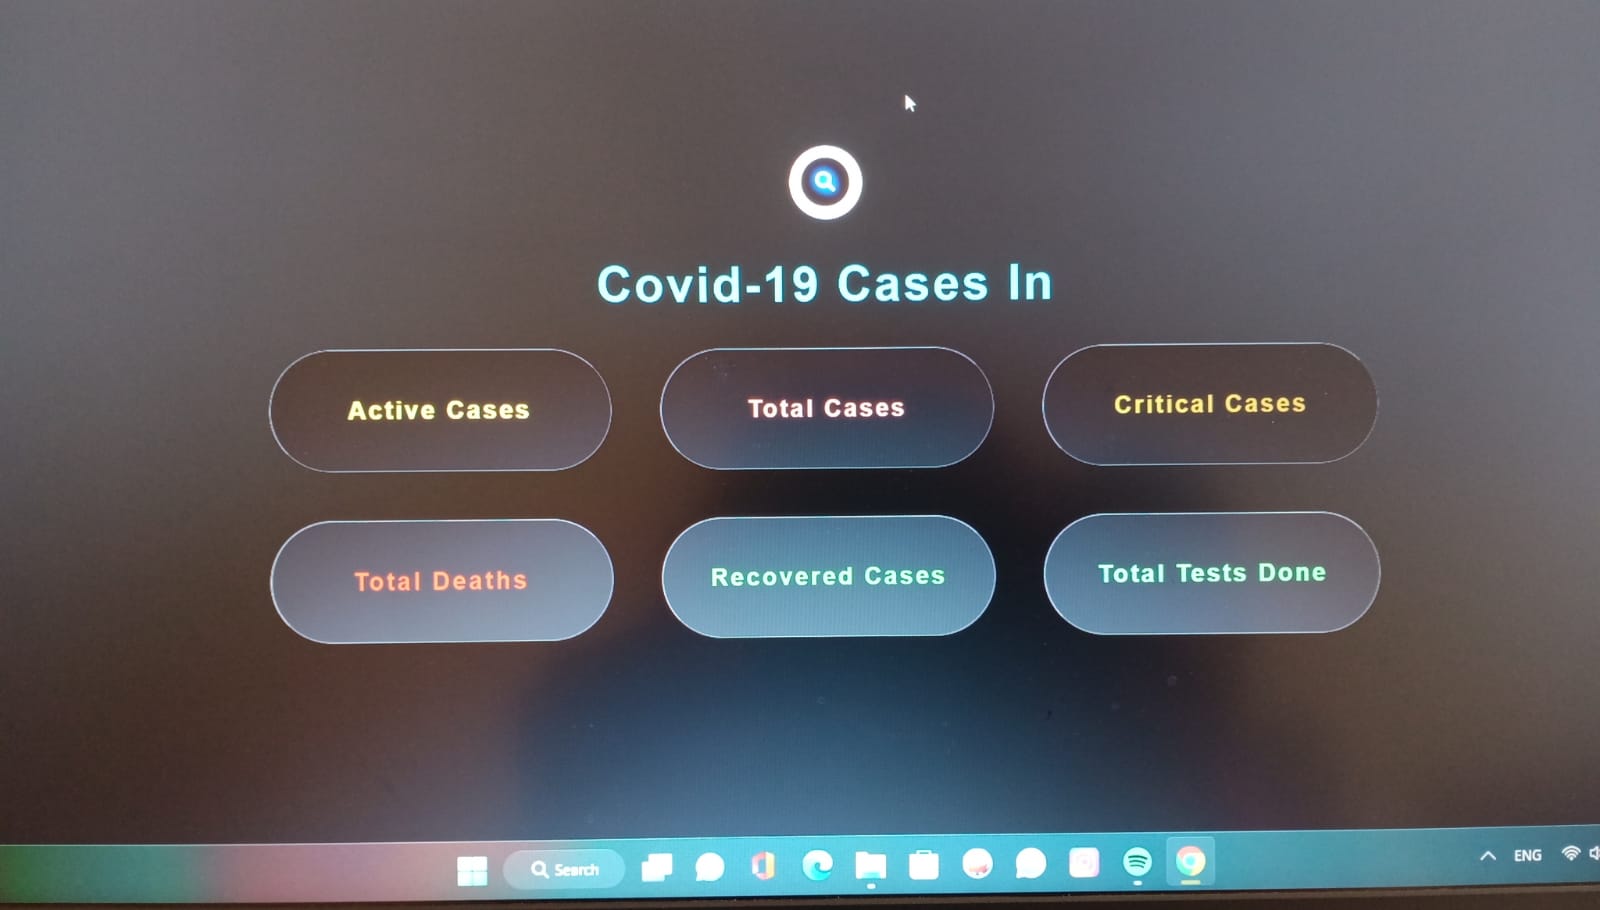 Covid-19 Cases In
Active Cases
Total Cases
Critical Cases
Total Deaths
Recovered Cases
Total Tests Done
Search
ENG